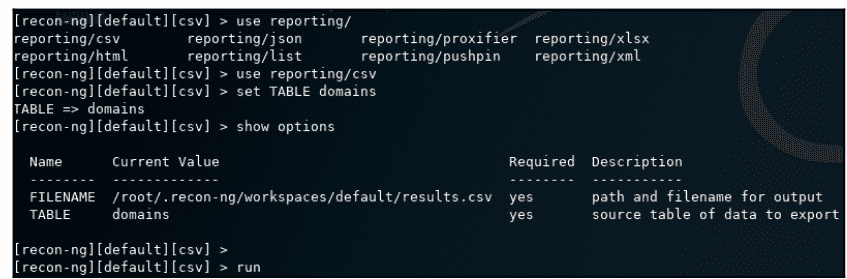 [recon-ng][default][csv] > use reporting/
reporting/csv        reporting/json       reporting/proxifier  reporting/xlsx
reporting/html       reporting/list       reporting/pushpin    reporting/xml
[recon-ng][default][csv] > use reporting/csv
[recon-ng][default][csv] > set TABLE domains
TABLE => domains
[recon-ng][default][csv] > show options

  Name      Current Value                                   Required  Description
  --------  -------------                                   --------  -----------
  FILENAME  /root/.recon-ng/workspaces/default/results.csv  yes       path and filename for output
  TABLE     domains                                         yes       source table of data to export

[recon-ng][default][csv] >
[recon-ng][default][csv] > run